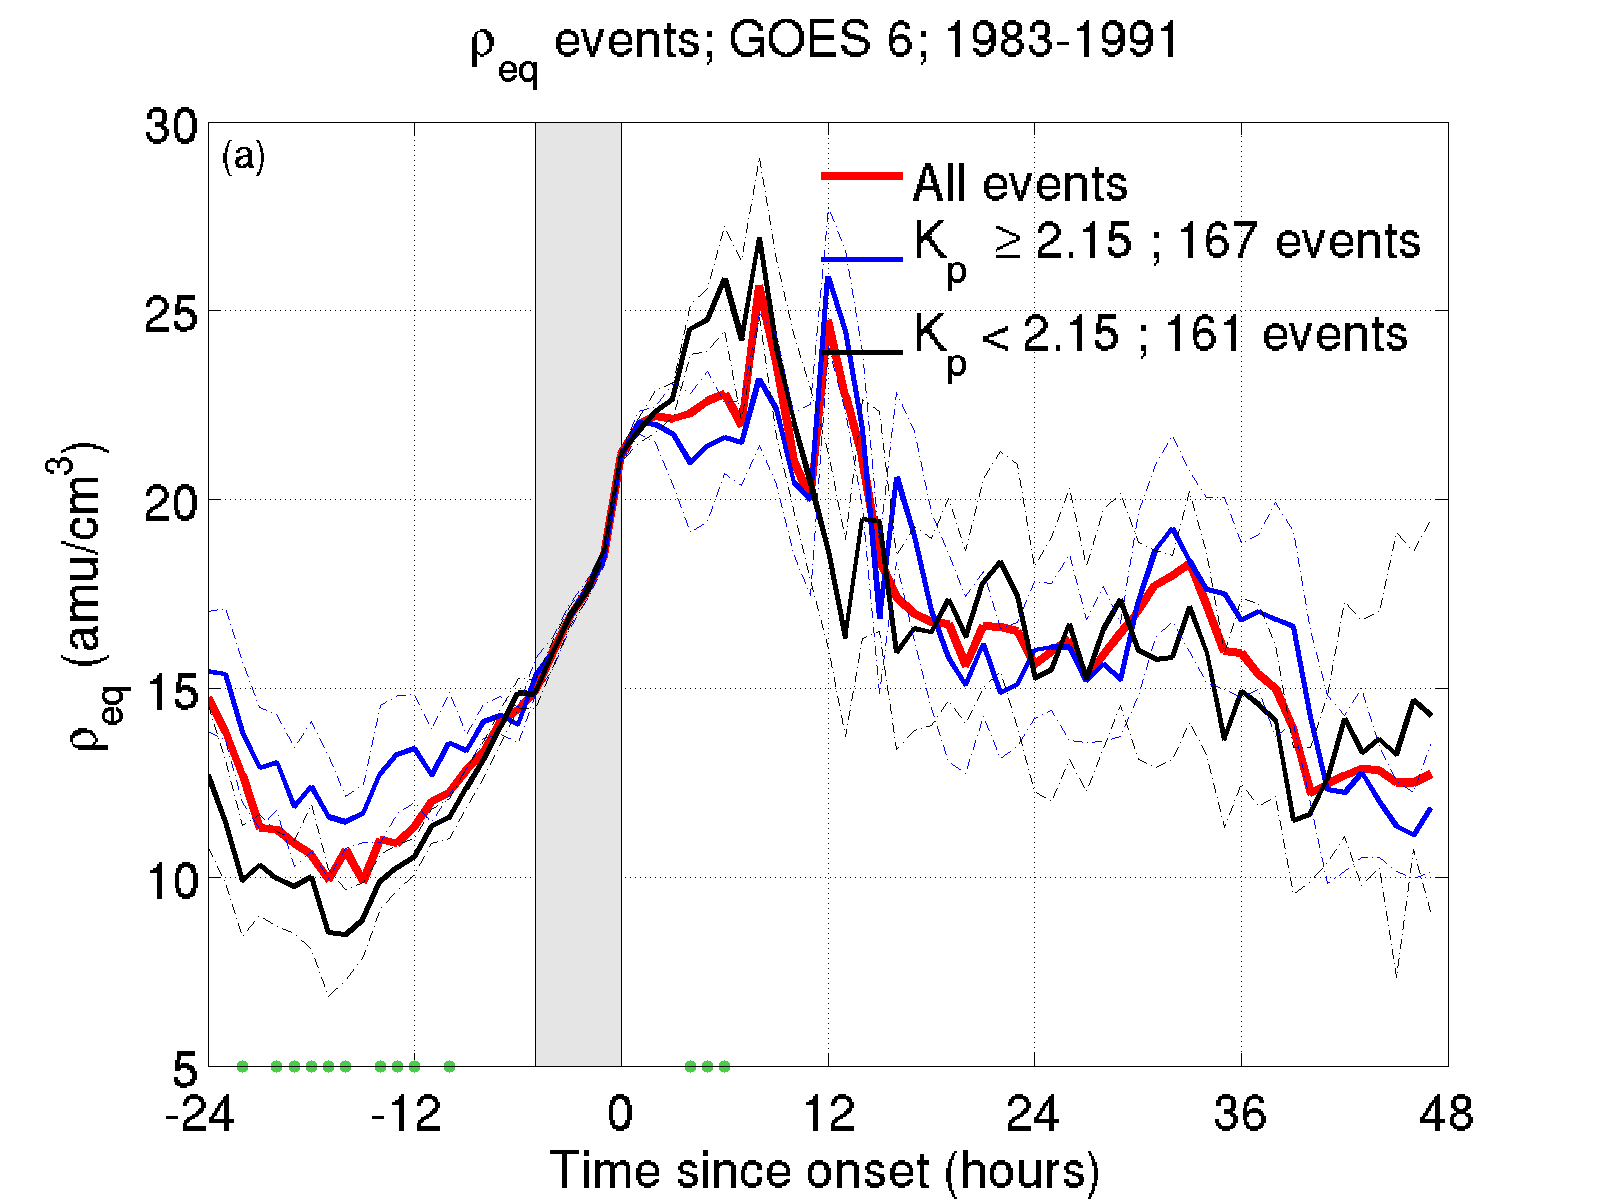 ρeq events; GOES 6; 1983-1991
(a)
All events
Kp ≥ 2.15 ; 167 events
Kp < 2.15 ; 161 events
ρeq (amu/cm3)
30
25
20
15
10
5
-24 -12 0 12 24 36 48
Time since onset (hours)